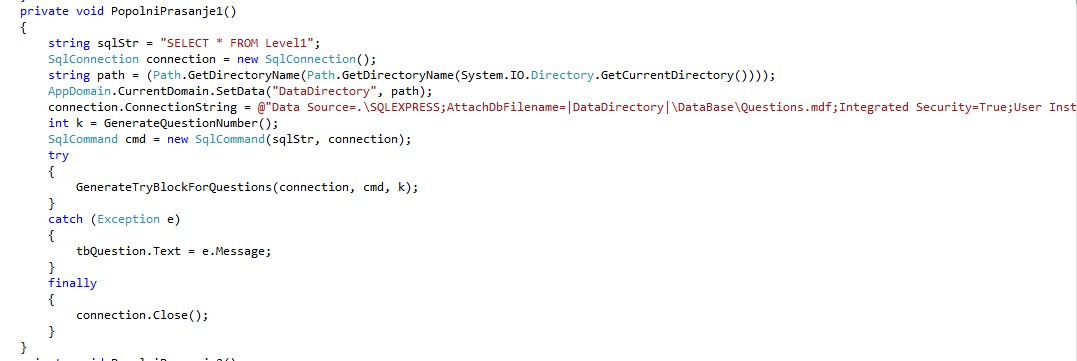 private void PopolniPrasanje1()
{
string sqlStr = "SELECT * FROM Level1";
SqlConnection connection = new SqlConnection();
string path = (Path.GetDirectoryName(Path.GetDirectoryName(System.IO.Directory.GetCurrentDirectory())));
AppDomain.CurrentDomain.SetData("DataDirectory", path);
connection.ConnectionString = @"Data Source=.\SQLEXPRESS;AttachDbFilename=|DataDirectory|\DataBase\Questions.mdf;Integrated Security=True;User Inst
int k = GenerateQuestionNumber();
SqlCommand cmd = new SqlCommand(sqlStr, connection);
try
{
GenerateTryBlockForQuestions(connection, cmd, k);
}
catch (Exception e)
{
tbQuestion.Text = e.Message;
}
finally
{
connection.Close();
}
}